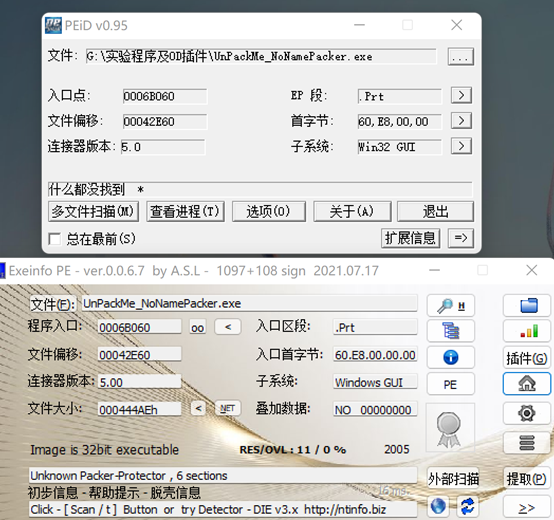 PEiD v0.95
文件: G:\实验程序及OD插件\UnPackMe_NoNamePacker.exe ...
入口点: 0006B060 EP 段: .Prt >
文件偏移: 00042E60 首字节: 60,E8,00,00 >
连接器版本: 5.0 子系统: Win32 GUI >
什么都没找到 *
多文件扫描(M) 查看进程(T) 选项(O) 关于(A) 退出
总在最前(S) 扩展信息 =>
Exeinfo PE - ver.0.0.6.7 by A.S.L - 1097+108 sign 2021.07.17
文件(F): UnPackMe_NoNamePacker.exe H
程序入口: 0006B060 oo < 入口区段: .Prt
文件偏移: 00042E60 入口首字节: 60.E8.00.00.00 插件(G)
连接器版本: 5.00 子系统: Windows GUI PE
文件大小: 000444AEh < NET 叠加数据: NO 00000000
Image is 32bit executable RES/OVL : 11 / 0 % 2005
Unknown Packer-Protector , 6 sections 外部扫描 提取(P)
初步信息 - 帮助提示 - 脱壳信息
Click - [ Scan / t ] Button or try Detector - DIE v3.x http://ntinfo.biz >>